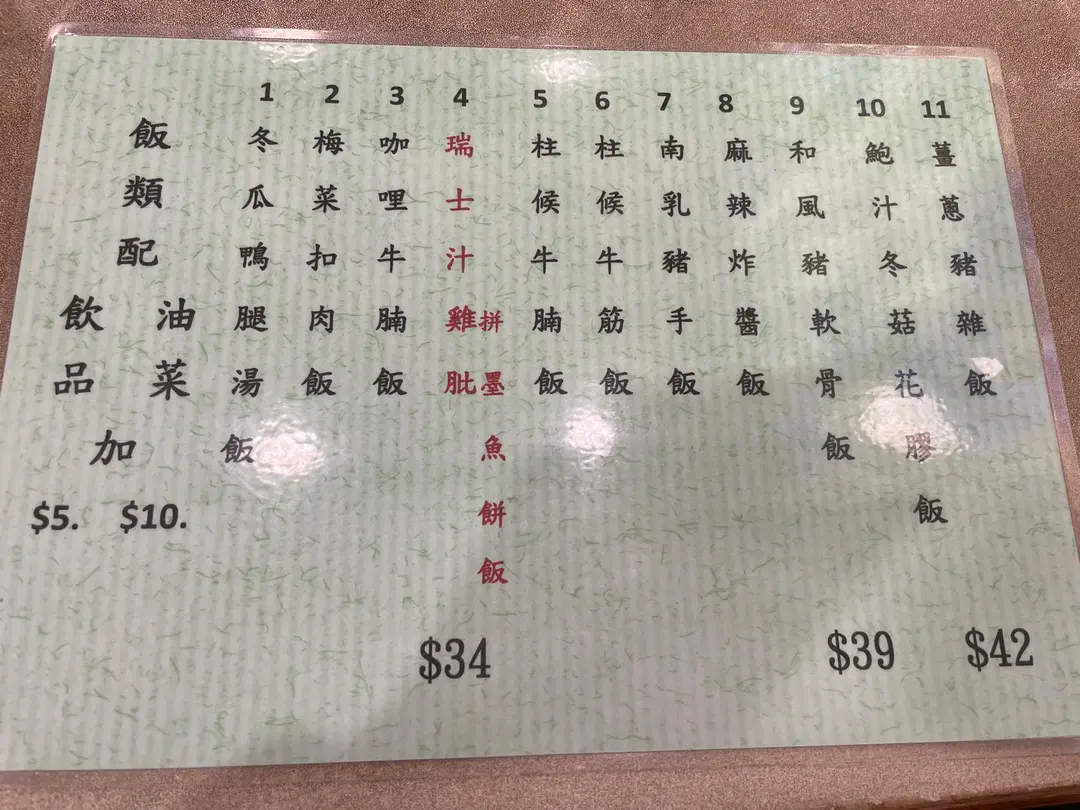 飯類配
飲品
油菜
加
$5.
$10.
1
冬瓜鴨腿湯飯
2
梅菜扣肉飯
3
咖哩牛腩飯
4
瑞士汁雞肶
拼墨魚餅飯
5
柱候牛腩飯
6
柱候牛筋飯
7
南乳豬手飯
8
麻辣炸醬飯
9
和風豬軟骨飯
10
鮑汁冬菇花膠飯
11
薑蔥豬雜飯
$34
$39
$42